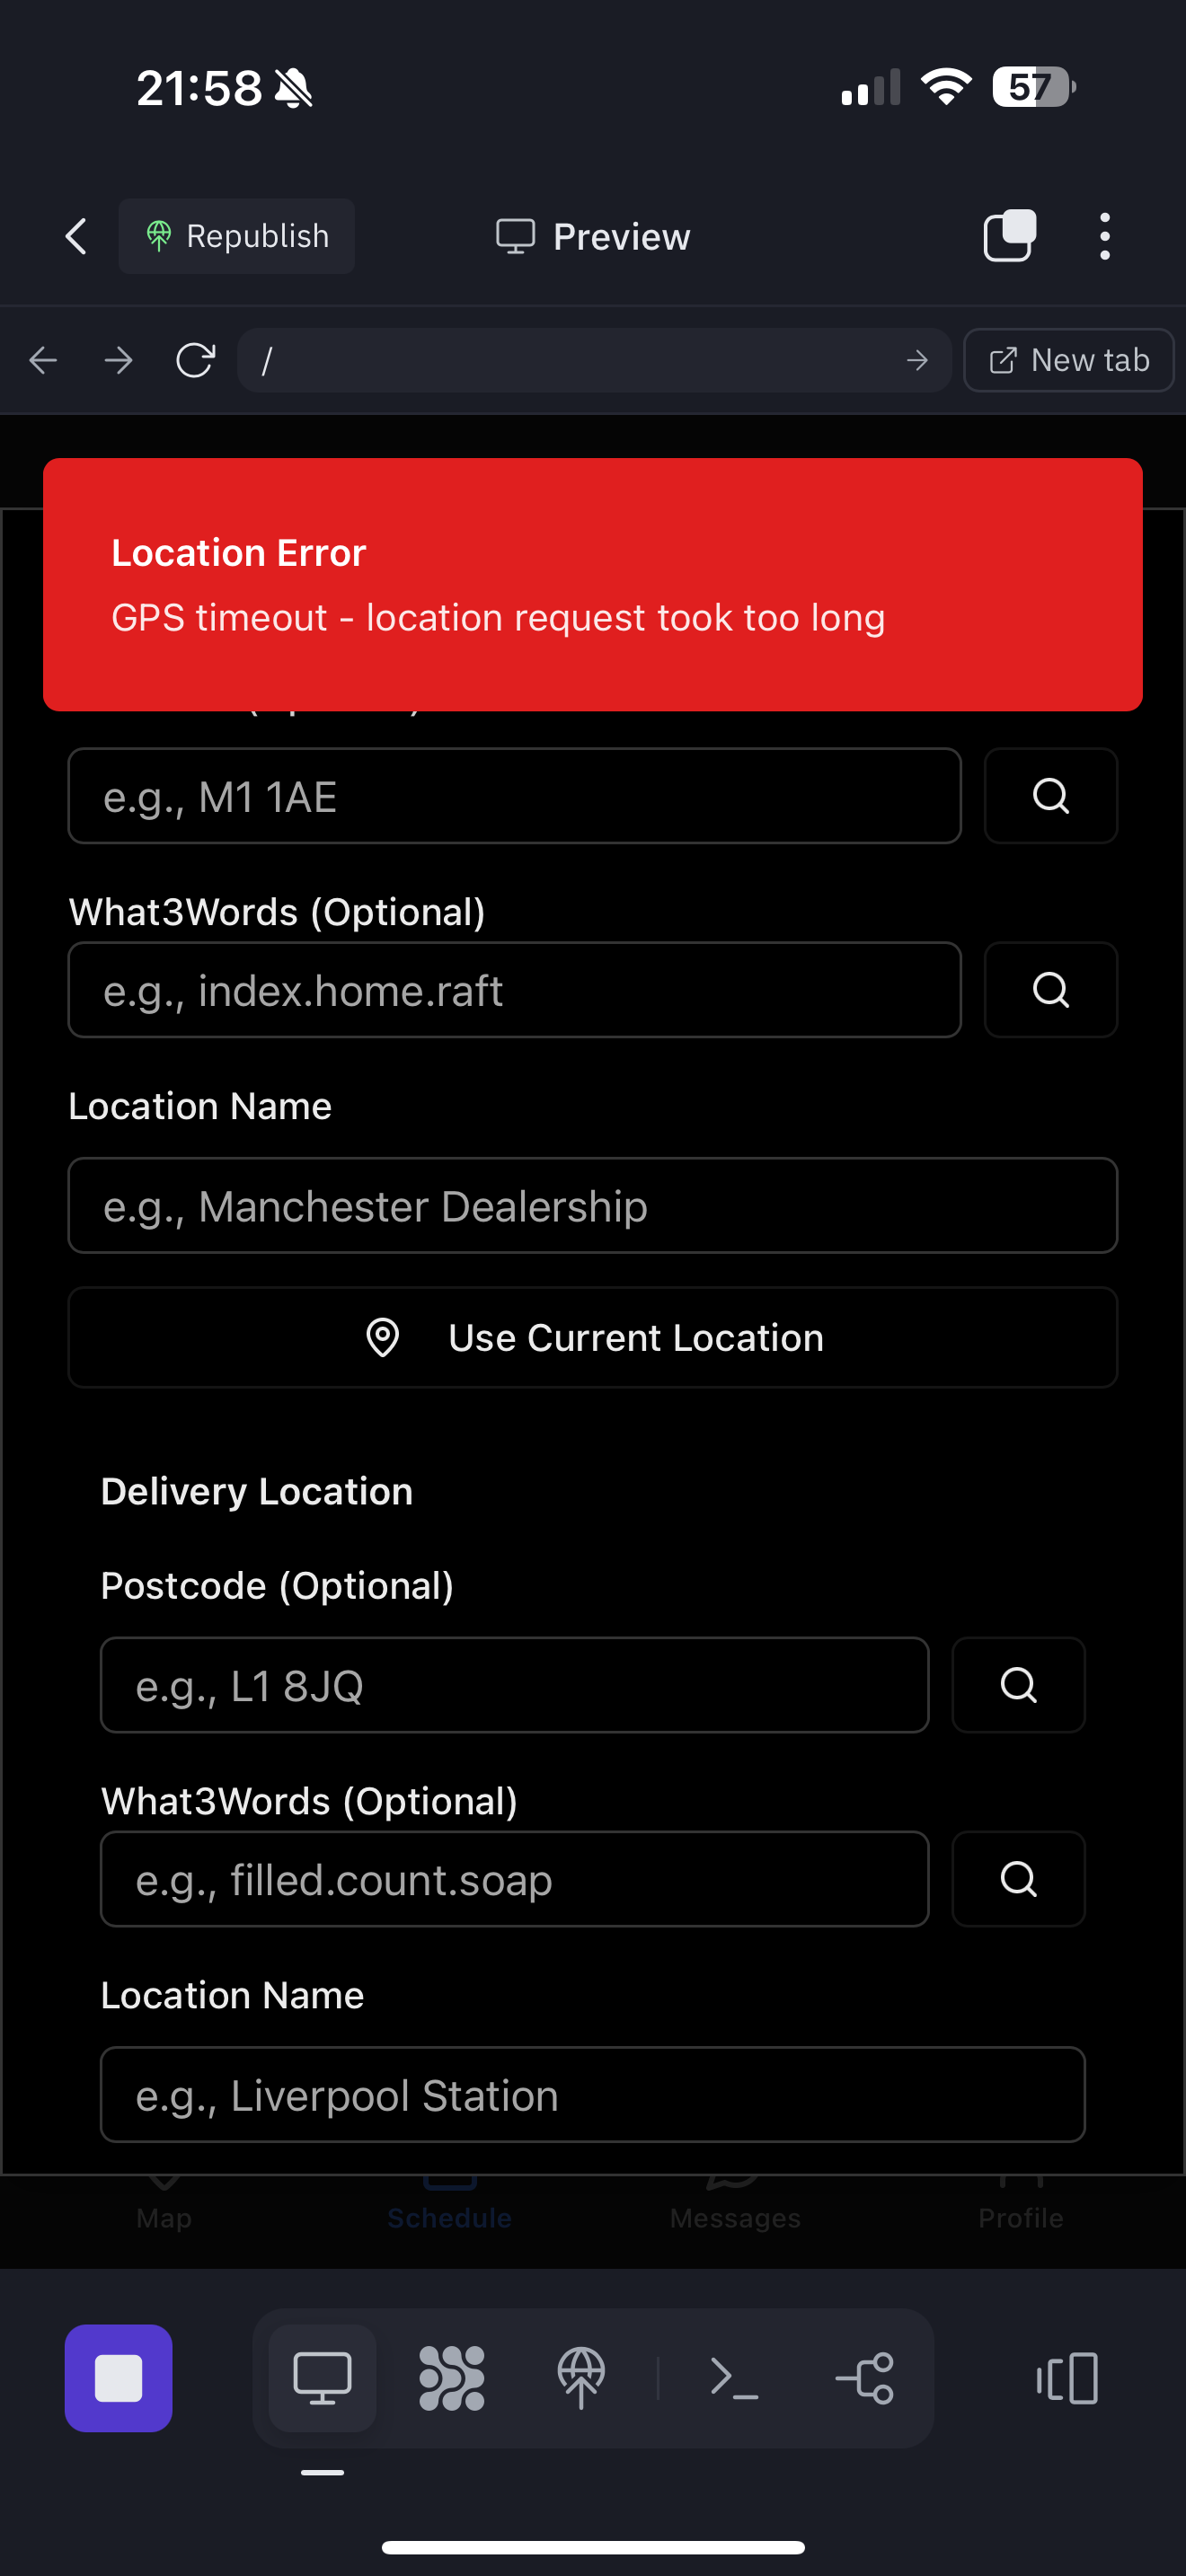 21:58
57
Republish
Preview
/
New tab
Location Error
GPS timeout - location request took too long
e.g., M1 1AE
What3Words (Optional)
e.g., index.home.raft
Location Name
e.g., Manchester Dealership
Use Current Location
Delivery Location
Postcode (Optional)
e.g., L1 8JQ
What3Words (Optional)
e.g., filled.count.soap
Location Name
e.g., Liverpool Station
Map
Schedule
Messages
Profile